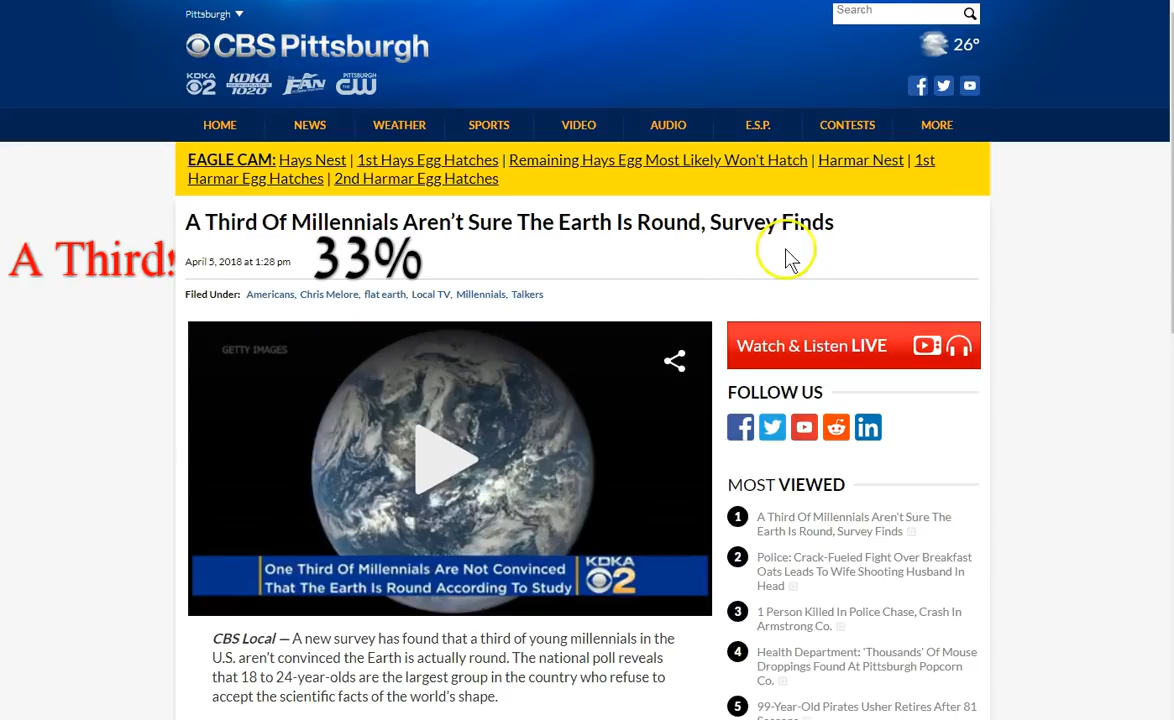 Pittsburgh
Search
CBS Pittsburgh
26°
KDKA 2
KDKA 1020
THE FAN
PITTSBURGH CW
HOME NEWS WEATHER SPORTS VIDEO AUDIO E.S.P. CONTESTS MORE
EAGLE CAM: Hays Nest | 1st Hays Egg Hatches | Remaining Hays Egg Most Likely Won't Hatch | Harmar Nest | 1st
Harmar Egg Hatches | 2nd Harmar Egg Hatches
A Third Of Millennials Aren’t Sure The Earth Is Round, Survey Finds
A Third!
April 5, 2018 at 1:28 pm
33%
Filed Under: Americans, Chris Melore, flat earth, Local TV, Millennials, Talkers
GETTY IMAGES
One Third Of Millennials Are Not Convinced
That The Earth Is Round According To Study
KDKA
2
CBS Local — A new survey has found that a third of young millennials in the
U.S. aren’t convinced the Earth is actually round. The national poll reveals
that 18 to 24-year-olds are the largest group in the country who refuse to
accept the scientific facts of the world’s shape.
Watch & Listen LIVE
FOLLOW US
MOST VIEWED
1 A Third Of Millennials Aren't Sure The
Earth Is Round, Survey Finds
2 Police: Crack-Fueled Fight Over Breakfast
Oats Leads To Wife Shooting Husband In
Head
3 1 Person Killed In Police Chase, Crash In
Armstrong Co.
4 Health Department: 'Thousands' Of Mouse
Droppings Found At Pittsburgh Popcorn
Co.
5 99-Year-Old Pirates Usher Retires After 81